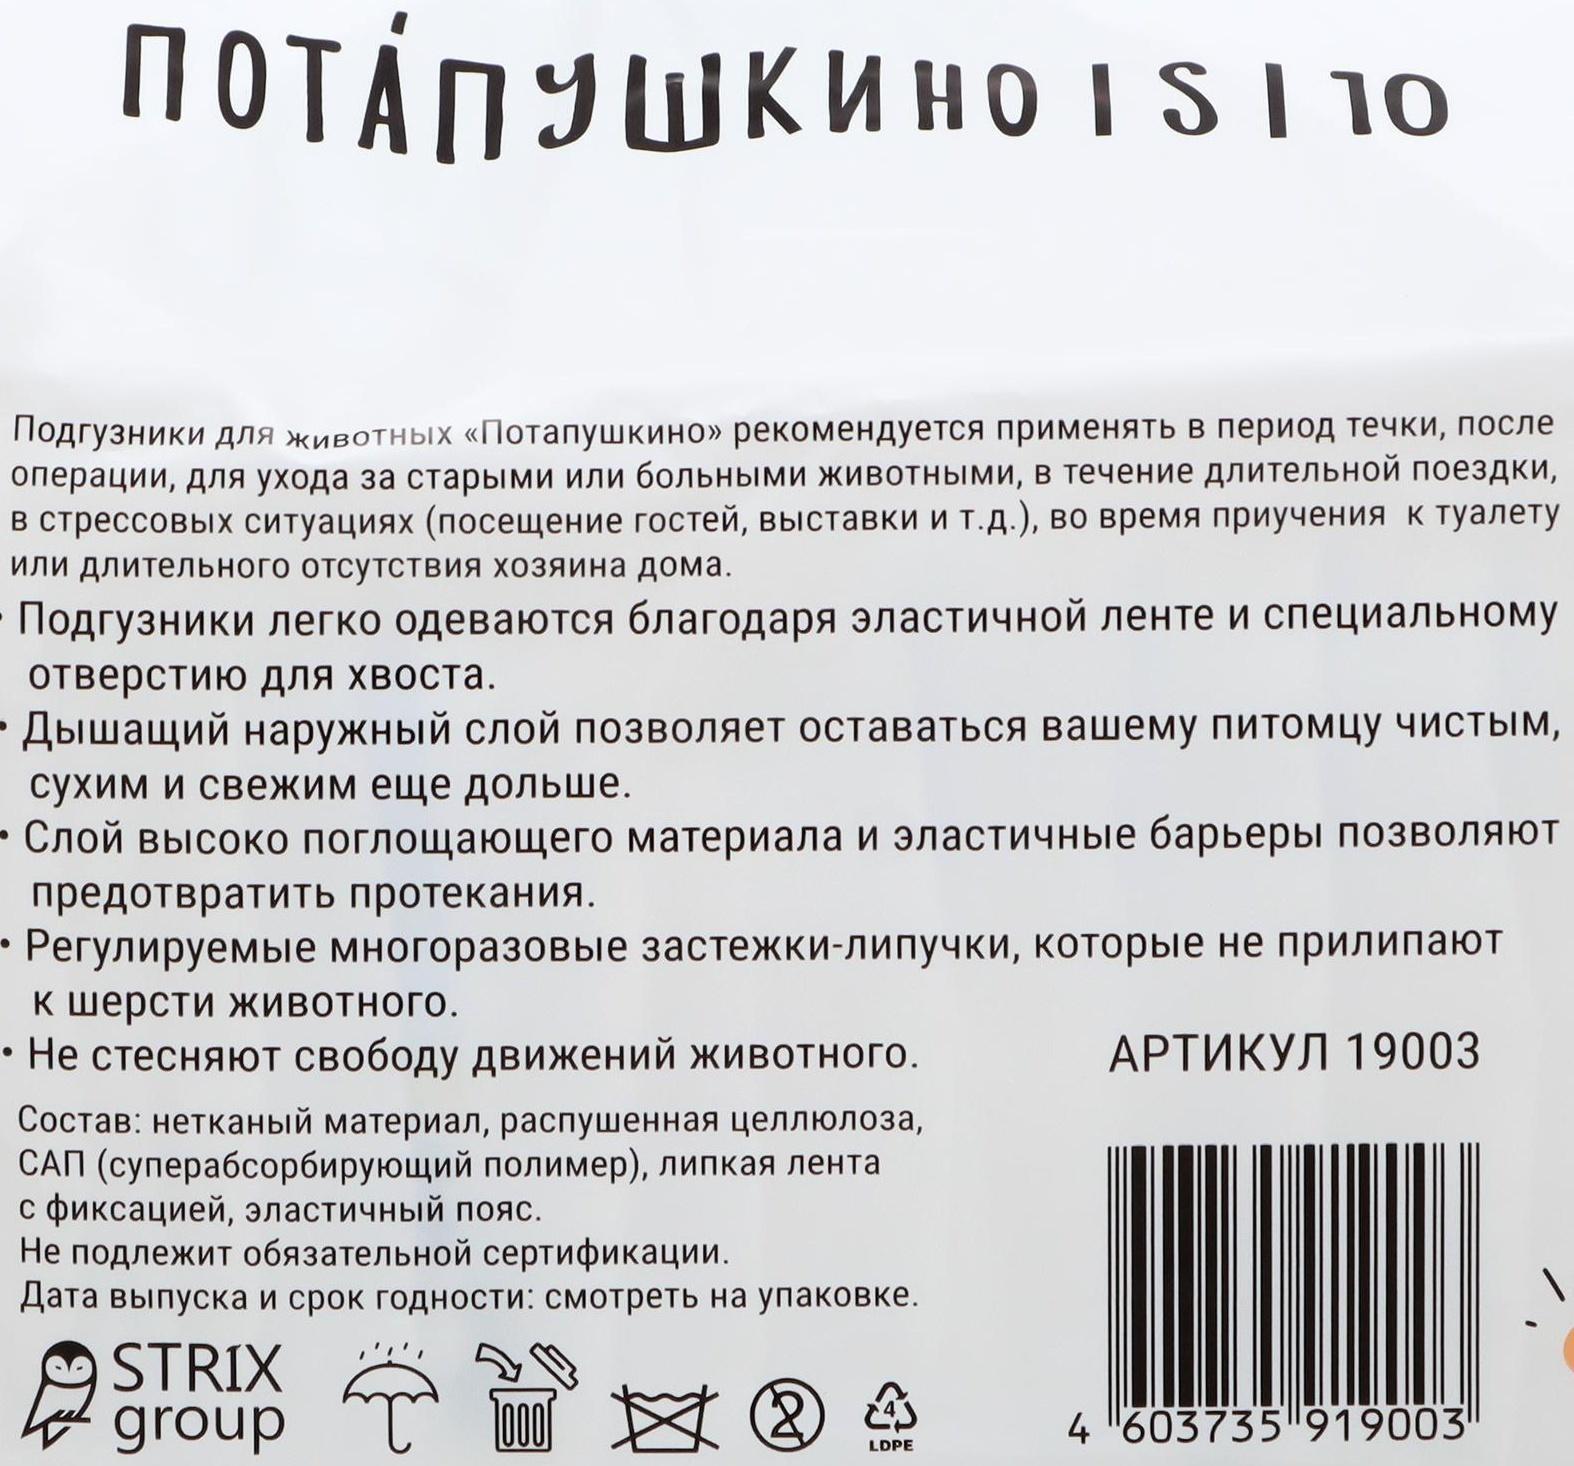 ПОТА́ПУШКИНО | S | 10
Подгузники для животных «Потапушкино» рекомендуется применять в период течки, после
операции, для ухода за старыми или больными животными, в течение длительной поездки,
в стрессовых ситуациях (посещение гостей, выставки и т.д.), во время приучения к туалету
или длительного отсутствия хозяина дома.
• Подгузники легко одеваются благодаря эластичной ленте и специальному
отверстию для хвоста.
• Дышащий наружный слой позволяет оставаться вашему питомцу чистым,
сухим и свежим еще дольше.
• Слой высоко поглощающего материала и эластичные барьеры позволяют
предотвратить протекания.
• Регулируемые многоразовые застежки-липучки, которые не прилипают
к шерсти животного.
• Не стесняют свободу движений животного.
АРТИКУЛ 19003
Состав: нетканый материал, распушенная целлюлоза,
САП (суперабсорбирующий полимер), липкая лента
с фиксацией, эластичный пояс.
Не подлежит обязательной сертификации.
Дата выпуска и срок годности: смотреть на упаковке.
STRIX
group
2
4
LDPE
4 603735 919003